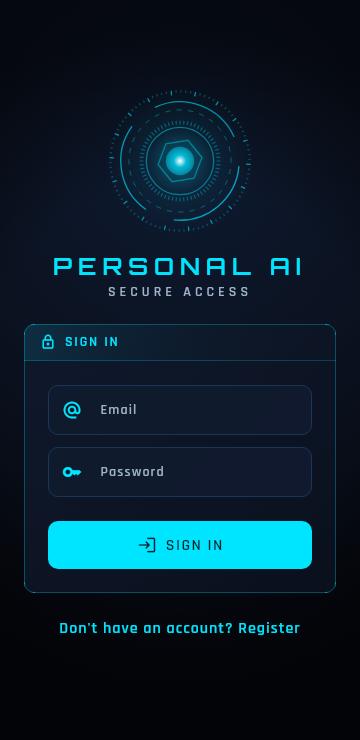 PERSONAL AI
SECURE ACCESS
SIGN IN
Email
Password
SIGN IN
Don't have an account? Register